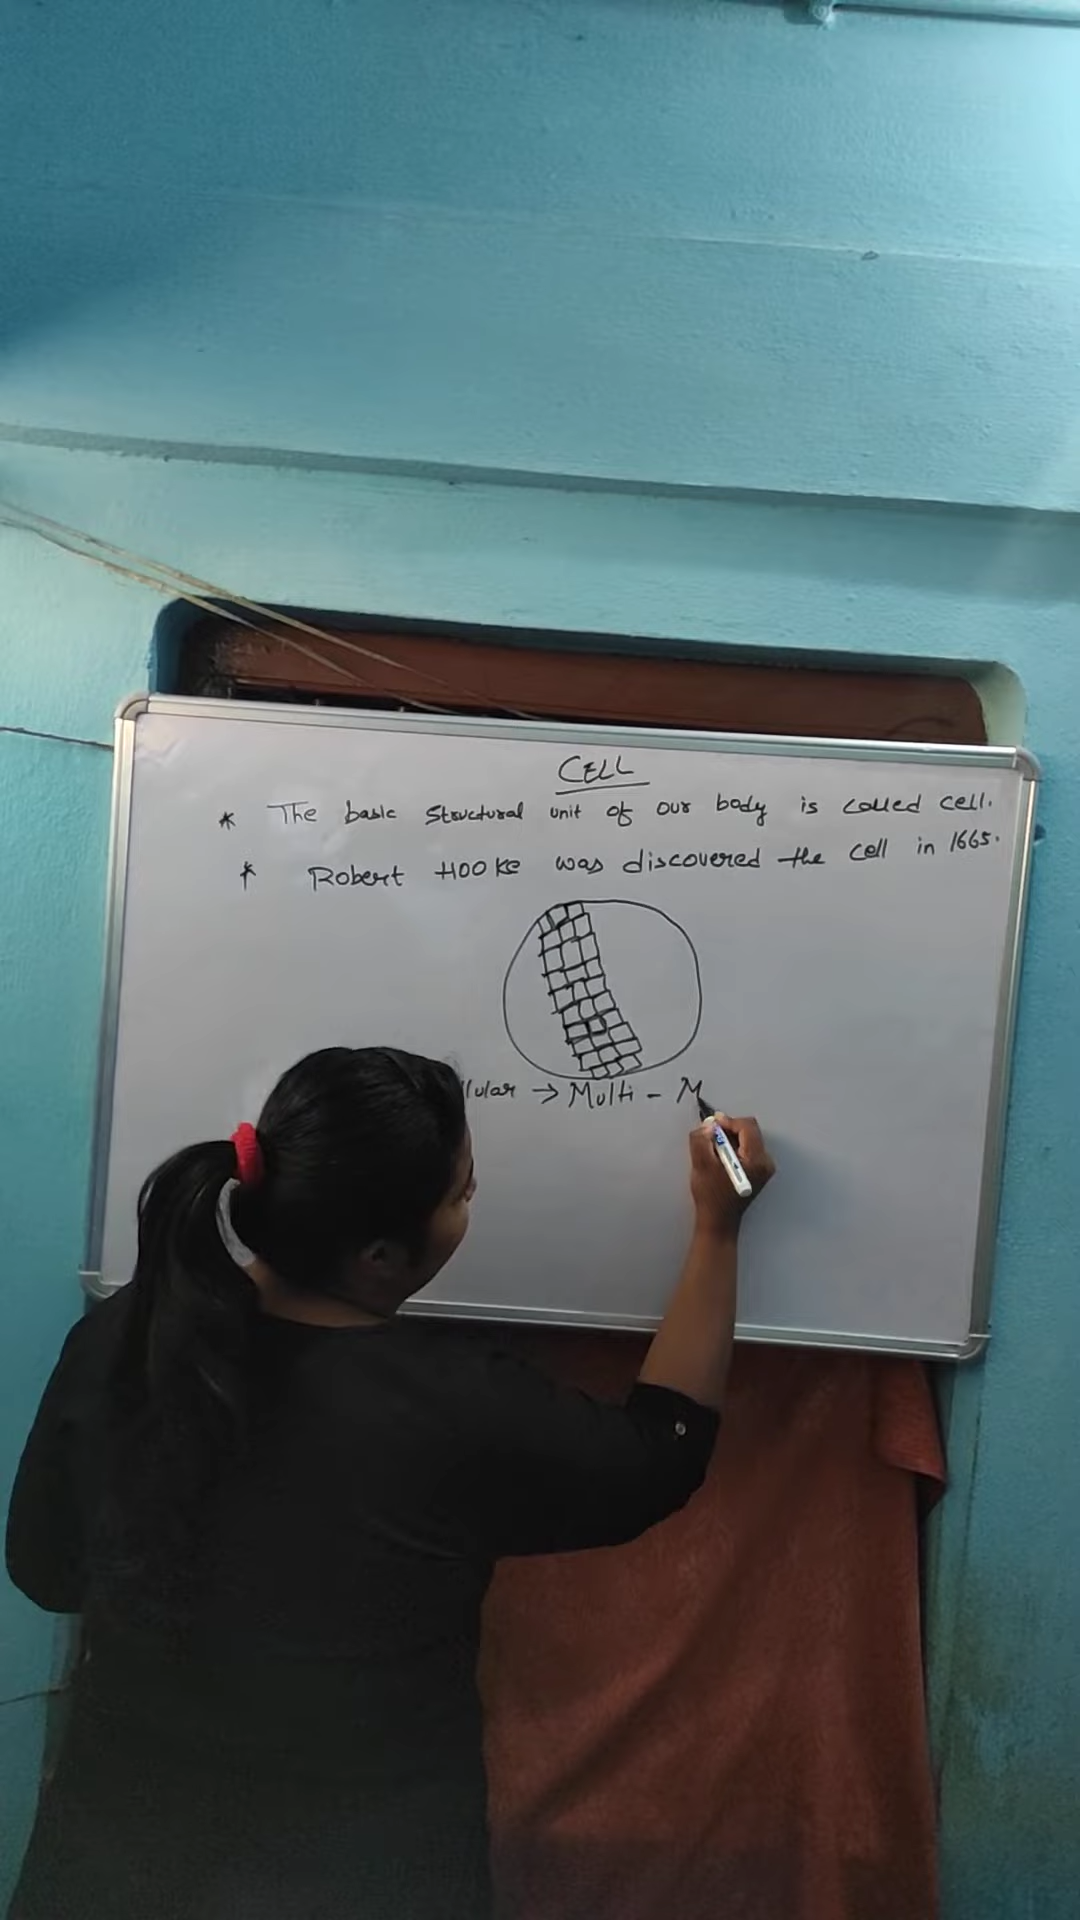 CELL
* The basic structural unit of our body is called cell.
* Robert HOOKe was discovered the cell in 1665.
llular → Multi - M